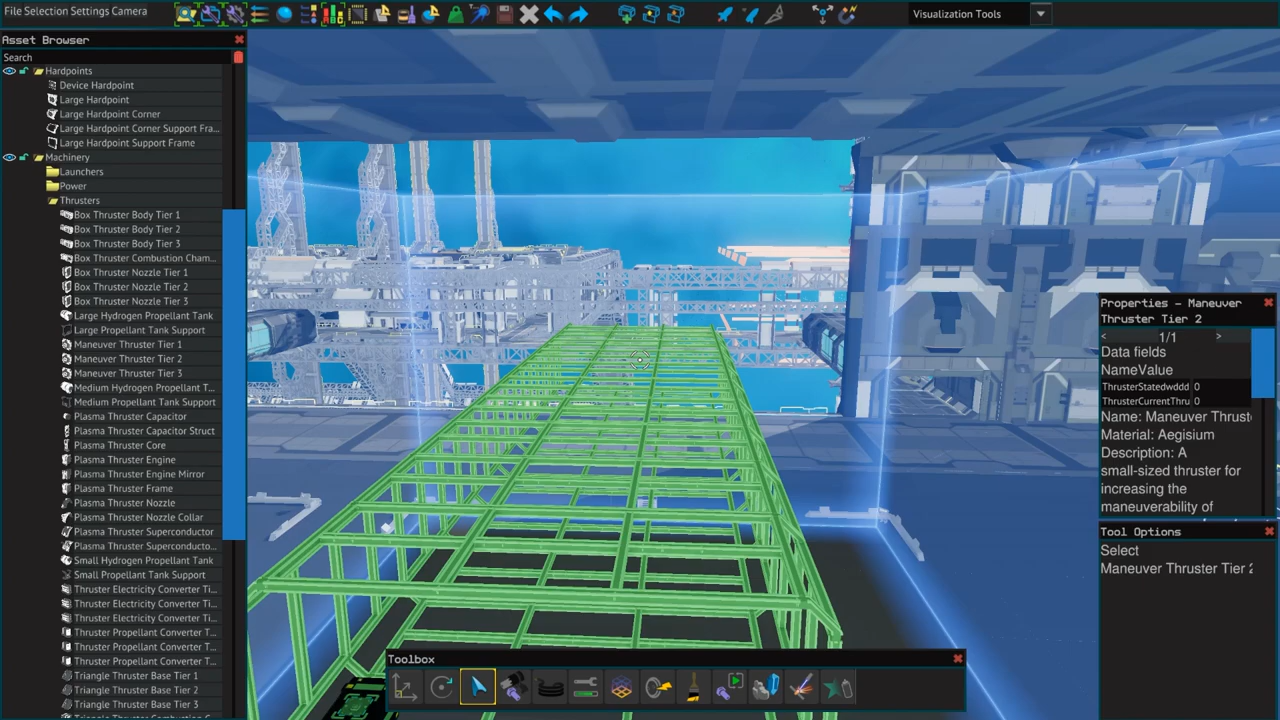 File Selection Settings Camera
Visualization Tools
Asset Browser
Search
Hardpoints
Device Hardpoint
Large Hardpoint
Large Hardpoint Corner
Large Hardpoint Corner Support Fra...
Large Hardpoint Support Frame
Machinery
Launchers
Power
Thrusters
Box Thruster Body Tier 1
Box Thruster Body Tier 2
Box Thruster Body Tier 3
Box Thruster Combustion Cham...
Box Thruster Nozzle Tier 1
Box Thruster Nozzle Tier 2
Box Thruster Nozzle Tier 3
Large Hydrogen Propellant Tank
Large Propellant Tank Support
Maneuver Thruster Tier 1
Maneuver Thruster Tier 2
Maneuver Thruster Tier 3
Medium Hydrogen Propellant T...
Medium Propellant Tank Support
Plasma Thruster Capacitor
Plasma Thruster Capacitor Struct
Plasma Thruster Core
Plasma Thruster Engine
Plasma Thruster Engine Mirror
Plasma Thruster Frame
Plasma Thruster Nozzle
Plasma Thruster Nozzle Collar
Plasma Thruster Superconductor
Plasma Thruster Superconducto...
Small Hydrogen Propellant Tank
Small Propellant Tank Support
Thruster Electricity Converter Ti...
Thruster Electricity Converter Ti...
Thruster Electricity Converter Ti...
Thruster Propellant Converter T...
Thruster Propellant Converter T...
Thruster Propellant Converter T...
Triangle Thruster Base Tier 1
Triangle Thruster Base Tier 2
Triangle Thruster Base Tier 3
Properties - Maneuver
Thruster Tier 2
< 1/1 >
Data fields
NameValue
ThrusterStatedwddd 0
ThrusterCurrentThru 0
Name: Maneuver Thrust
Material: Aegisium
Description: A
small-sized thruster for
increasing the
maneuverability of
Tool Options
Select
Maneuver Thruster Tier 2
Toolbox